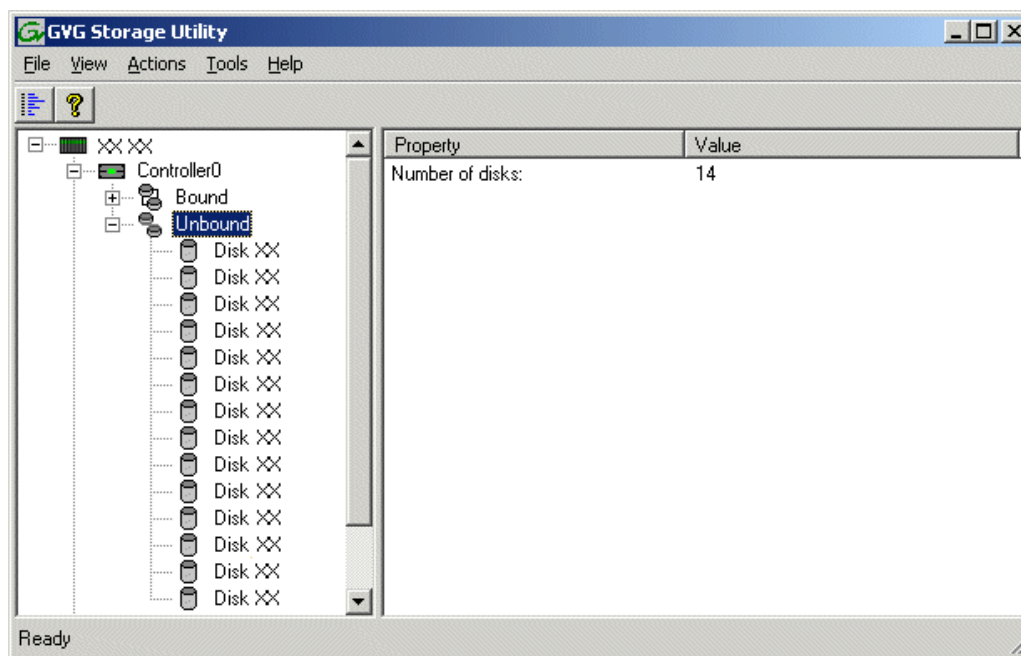 GVG Storage Utility
File View Actions Tools Help
XX XX
Controller0
Bound
Unbound
Disk XX
Disk XX
Disk XX
Disk XX
Disk XX
Disk XX
Disk XX
Disk XX
Disk XX
Disk XX
Disk XX
Disk XX
Disk XX
Disk XX
Property Value
Number of disks: 14
Ready